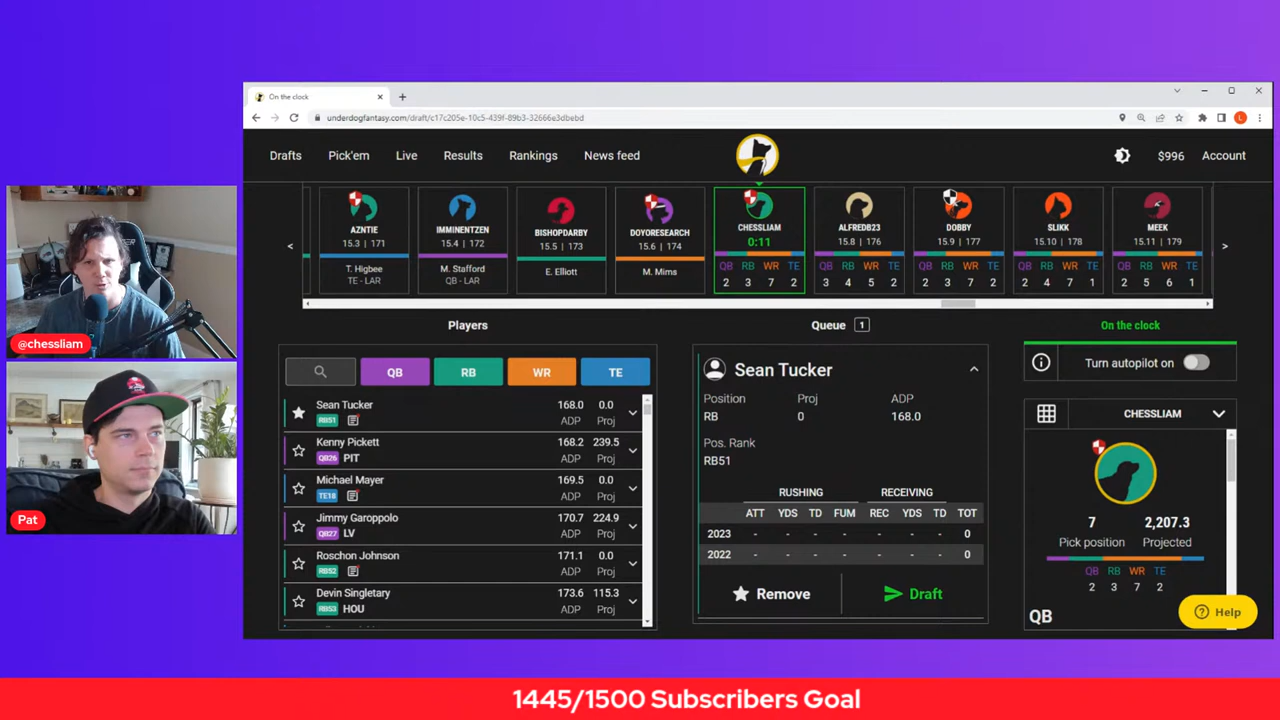 On the clock
underdogfantasy.com/draft/c17c205e-10c5-439f-89b3-32666e3dbebd
Drafts Pick'em Live Results Rankings News feed $996 Account
AZNTIE
15.3 | 171
T. Higbee
TE - LAR
IMMINENTZEN
15.4 | 172
M. Stafford
QB - LAR
BISHOPDARBY
15.5 | 173
E. Elliott
DOYORESEARCH
15.6 | 174
M. Mims
CHESSLIAM
0:11
QB RB WR TE
2 3 7 2
ALFREDB23
15.8 | 176
QB RB WR TE
3 4 5 2
DOBBY
15.9 | 177
QB RB WR TE
2 3 7 2
SLIKK
15.10 | 178
QB RB WR TE
2 4 7 1
MEEK
15.11 | 179
QB RB WR TE
2 5 6 1
Players
QB RB WR TE
Sean Tucker 168.0 0.0
RB51 ADP Proj
Kenny Pickett 168.2 239.5
QB26 PIT ADP Proj
Michael Mayer 169.5 0.0
TE18 ADP Proj
Jimmy Garoppolo 170.7 224.9
QB27 LV ADP Proj
Roschon Johnson 171.1 0.0
RB52 ADP Proj
Devin Singletary 173.6 115.3
RB53 HOU ADP Proj
Queue 1
Sean Tucker
Position Proj ADP
RB 0 168.0
Pos. Rank
RB51
RUSHING RECEIVING
ATT YDS TD FUM REC YDS TD TOT
2023 - - - - - - - 0
2022 - - - - - - - 0
Remove Draft
On the clock
Turn autopilot on
CHESSLIAM
7 2,207.3
Pick position Projected
QB RB WR TE
2 3 7 2
QB
Help
@chessliam
Pat
1445/1500 Subscribers Goal